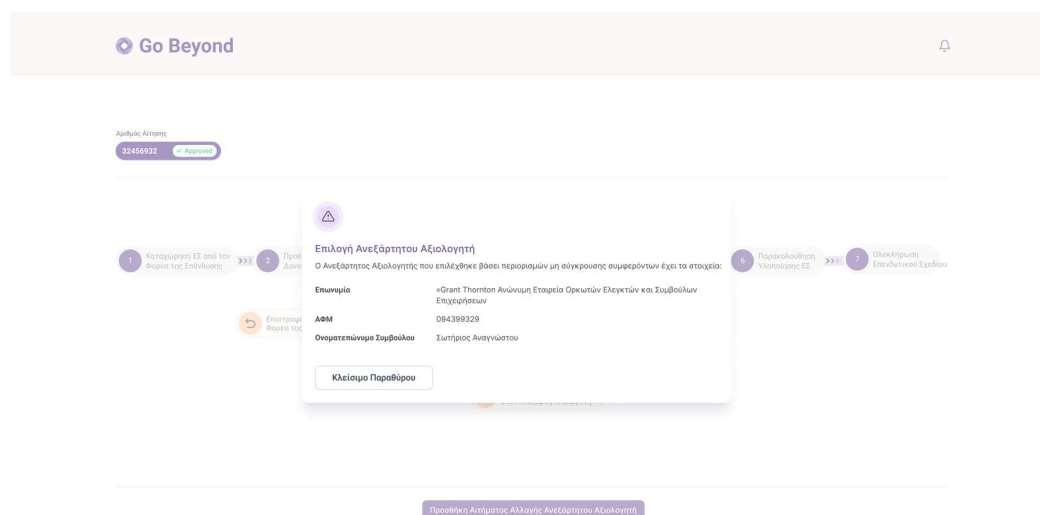 Go Beyond
Αριθμός Αίτησης
32456932
Approved
Επιλογή Ανεξάρτητου Αξιολογητή
Ο Ανεξάρτητος Αξιολογητής που επιλέχθηκε βάσει περιορισμών μη σύγκρουσης συμφερόντων έχει τα στοιχεία:
1
Καταχώρηση ΕΣ από τον
Φορέα της Επένδυσης
2
6
Παρακολούθηση
Υλοποίησης ΕΣ
7
Ολοκλήρωση
Επενδυτικού Σχεδίου
Επωνυμία
«Grant Thornton Ανώνυμη Εταιρεία Ορκωτών Ελεγκτών και Συμβούλων
Επιχειρήσεων
ΑΦΜ
094399329
Ονοματεπώνυμο Συμβούλου
Σωτήριος Αναγνώστου
Κλείσιμο Παραθύρου
Προσθήκη Αιτήματος Αλλαγής Ανεξάρτητου Αξιολογητή